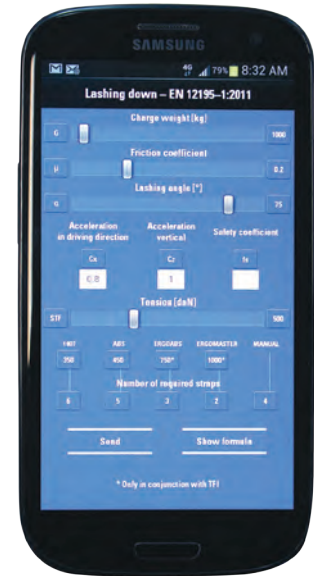 SAMSUNG
4G 79% 8:32 AM
Lashing down – EN 12195–1:2011
Charge weight [kg]
G 1000
Friction coefficient
μ 0.2
Lashing angle [°]
α 75
Acceleration in driving direction
Acceleration vertical
Safety coefficient
Cx Cz fs
0.8 1
Tension [daN]
STF 500
ABS ERGOABS ERGOMASTER MANUAL
350 450 750* 1000*
Number of required straps
6 5 3 2 4
Send Show formula
* Only in conjunction with TFI